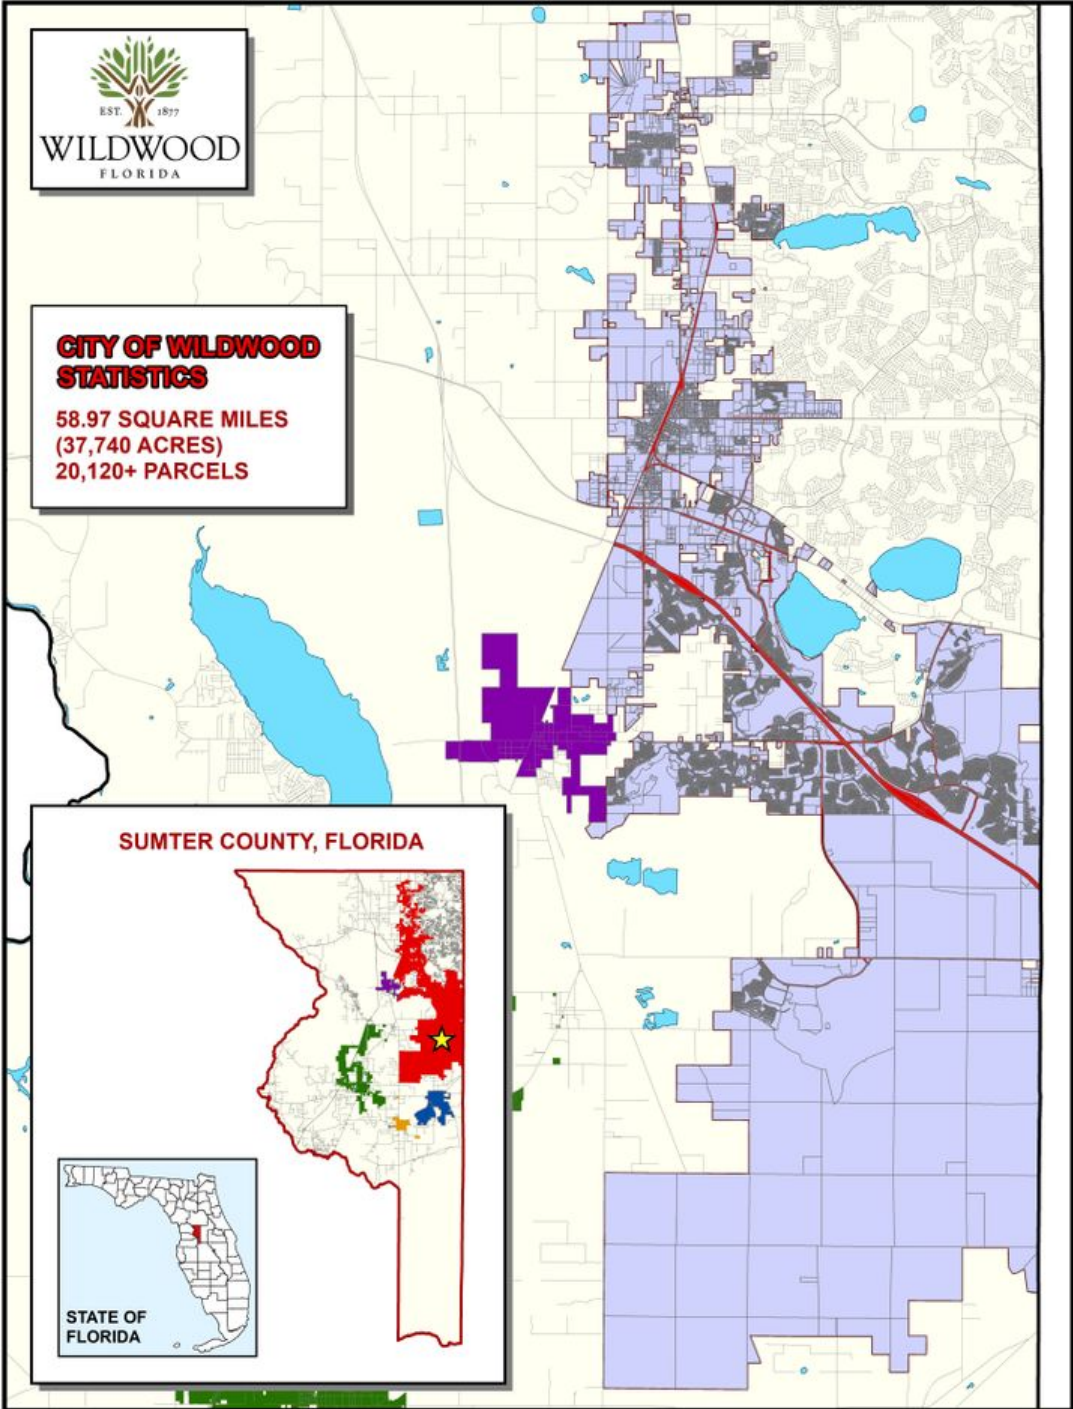 EST. 1877
WILDWOOD
FLORIDA
CITY OF WILDWOOD
STATISTICS
58.97 SQUARE MILES
(37,740 ACRES)
20,120+ PARCELS
SUMTER COUNTY, FLORIDA
STATE OF
FLORIDA